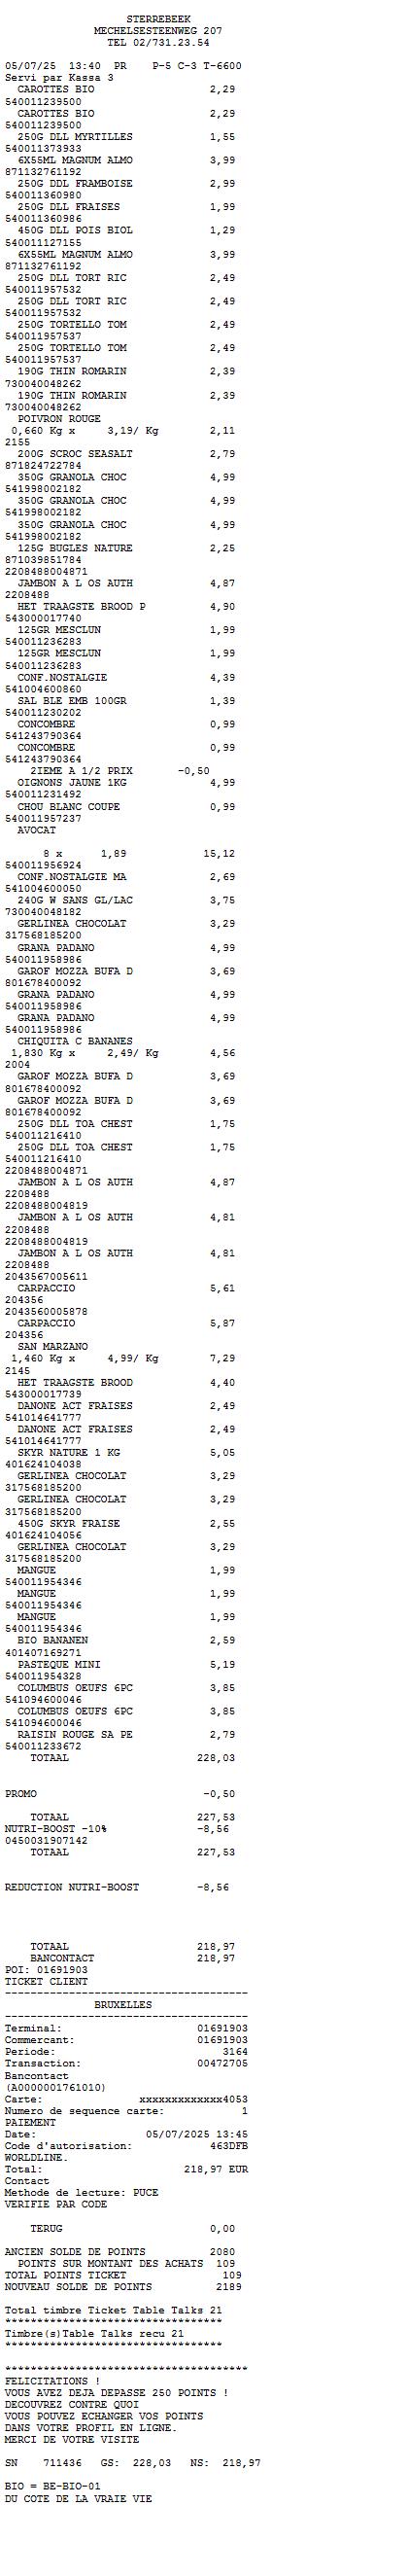 STERREBEEK
MECHELSESTEENWEG 207
TEL 02/731.23.54
05/07/25 13:40 PR P-5 C-3 T-6600
Servi par Kassa 3
CAROTTES BIO 2,29
540011239500
CAROTTES BIO 2,29
540011239500
250G DLL MYRTILLES 1,55
540011373933
6X55ML MAGNUM ALMO 3,99
871132761192
250G DDL FRAMBOISE 2,99
540011360980
250G DLL FRAISES 1,99
540011360986
450G DLL POIS BIOL 1,29
540011127155
6X55ML MAGNUM ALMO 3,99
871132761192
250G DLL TORT RIC 2,49
540011957532
250G DLL TORT RIC 2,49
540011957532
250G TORTELLO TOM 2,49
540011957537
250G TORTELLO TOM 2,49
540011957537
190G THIN ROMARIN 2,39
730040048262
190G THIN ROMARIN 2,39
730040048262
POIVRON ROUGE
0,660 Kg x 3,19/ Kg 2,11
2155
200G SCROC SEASALT 2,79
871824722784
350G GRANOLA CHOC 4,99
541998002182
350G GRANOLA CHOC 4,99
541998002182
350G GRANOLA CHOC 4,99
541998002182
125G BUGLES NATURE 2,25
871039851784
2208488004871
JAMBON A L OS AUTH 4,87
2208488
HET TRAAGSTE BROOD P 4,90
543000017740
125GR MESCLUN 1,99
540011236283
125GR MESCLUN 1,99
540011236283
CONF.NOSTALGIE 4,39
541004600860
SAL BLE EMB 100GR 1,39
540011230202
CONCOMBRE 0,99
541243790364
CONCOMBRE 0,99
541243790364
2IEME A 1/2 PRIX -0,50
OIGNONS JAUNE 1KG 4,99
540011231492
CHOU BLANC COUPE 0,99
540011957237
AVOCAT
8 x 1,89 15,12
540011956924
CONF.NOSTALGIE MA 2,69
541004600050
240G W SANS GL/LAC 3,75
730040048182
GERLINEA CHOCOLAT 3,29
317568185200
GRANA PADANO 4,99
540011958986
GAROF MOZZA BUFA D 3,69
801678400092
GRANA PADANO 4,99
540011958986
GRANA PADANO 4,99
540011958986
CHIQUITA C BANANES
1,830 Kg x 2,49/ Kg 4,56
2004
GAROF MOZZA BUFA D 3,69
801678400092
GAROF MOZZA BUFA D 3,69
801678400092
250G DLL TOA CHEST 1,75
540011216410
250G DLL TOA CHEST 1,75
540011216410
2208488004871
JAMBON A L OS AUTH 4,87
2208488
2208488004819
JAMBON A L OS AUTH 4,81
2208488
2208488004819
JAMBON A L OS AUTH 4,81
2208488
2043567005611
CARPACCIO 5,61
204356
2043560005878
CARPACCIO 5,87
204356
SAN MARZANO
1,460 Kg x 4,99/ Kg 7,29
2145
HET TRAAGSTE BROOD 4,40
543000017739
DANONE ACT FRAISES 2,49
541014641777
DANONE ACT FRAISES 2,49
541014641777
SKYR NATURE 1 KG 5,05
401624104038
GERLINEA CHOCOLAT 3,29
317568185200
GERLINEA CHOCOLAT 3,29
317568185200
450G SKYR FRAISE 2,55
401624104056
GERLINEA CHOCOLAT 3,29
317568185200
MANGUE 1,99
540011954346
MANGUE 1,99
540011954346
MANGUE 1,99
540011954346
BIO BANANEN 2,59
401407169271
PASTEQUE MINI 5,19
540011954328
COLUMBUS OEUFS 6PC 3,85
541094600046
COLUMBUS OEUFS 6PC 3,85
541094600046
RAISIN ROUGE SA PE 2,79
540011233672
TOTAAL 228,03
PROMO -0,50
TOTAAL 227,53
NUTRI-BOOST -10% -8,56
0450031907142
TOTAAL 227,53
REDUCTION NUTRI-BOOST -8,56
TOTAAL 218,97
BANCONTACT 218,97
POI: 01691903
TICKET CLIENT
--------------------------------------
BRUXELLES
--------------------------------------
Terminal: 01691903
Commercant: 01691903
Periode: 3164
Transaction: 00472705
Bancontact
(A0000001761010)
Carte: xxxxxxxxxxxxx4053
Numero de sequence carte: 1
PAIEMENT
Date: 05/07/2025 13:45
Code d'autorisation: 463DFB
WORLDLINE.
Total: 218,97 EUR
Contact
Methode de lecture: PUCE
VERIFIE PAR CODE
TERUG 0,00
ANCIEN SOLDE DE POINTS 2080
POINTS SUR MONTANT DES ACHATS 109
TOTAL POINTS TICKET 109
NOUVEAU SOLDE DE POINTS 2189
Total timbre Ticket Table Talks 21
**********************************
Timbre(s)Table Talks recu 21
**********************************
**************************************
FELICITATIONS !
VOUS AVEZ DEJA DEPASSE 250 POINTS !
DECOUVREZ CONTRE QUOI
VOUS POUVEZ ECHANGER VOS POINTS
DANS VOTRE PROFIL EN LIGNE.
MERCI DE VOTRE VISITE
SN 711436 GS: 228,03 NS: 218,97
BIO = BE-BIO-01
DU COTE DE LA VRAIE VIE